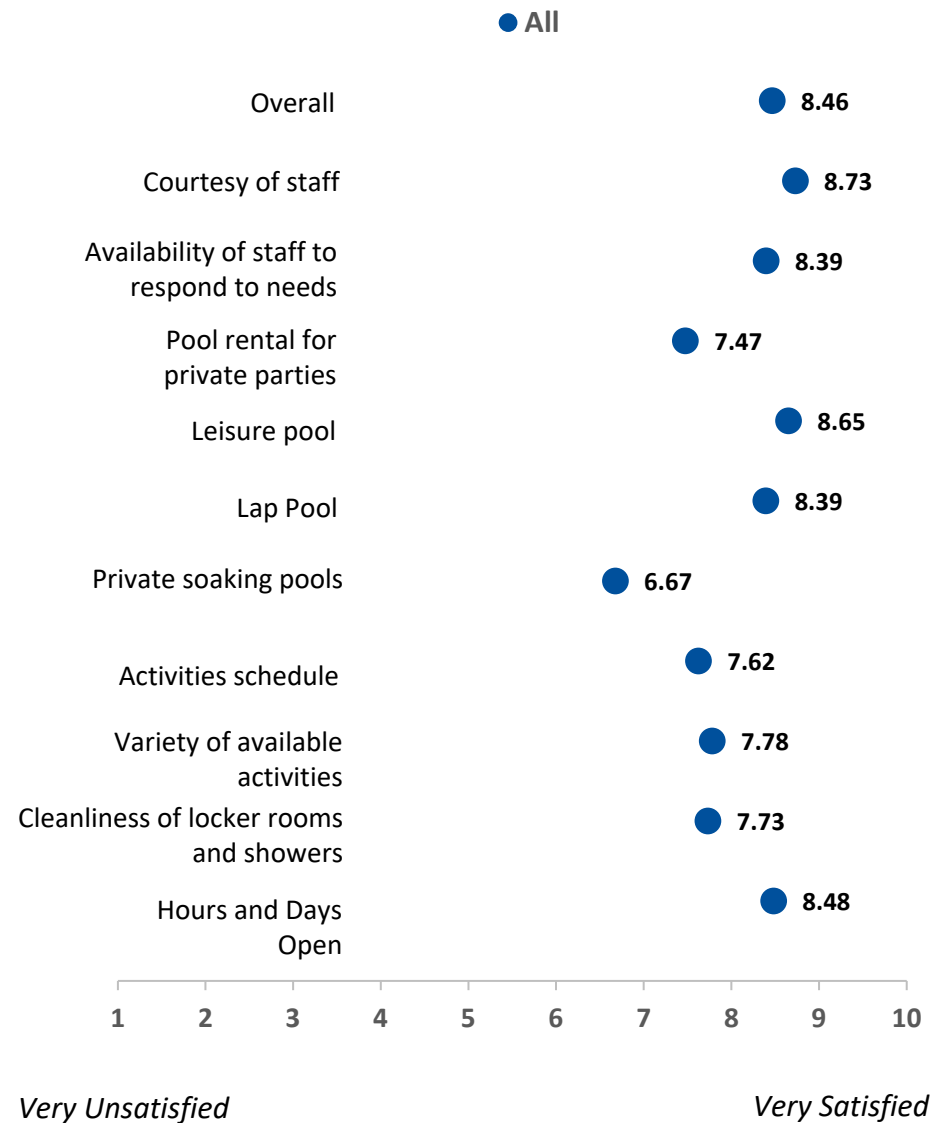 All
Overall
8.46
Courtesy of staff
8.73
Availability of staff to
respond to needs
8.39
Pool rental for
private parties
7.47
Leisure pool
8.65
Lap Pool
8.39
Private soaking pools
6.67
Activities schedule
7.62
Variety of available
activities
7.78
Cleanliness of locker rooms
and showers
7.73
Hours and Days
Open
8.48
1 2 3 4 5 6 7 8 9 10
Very Unsatisfied
Very Satisfied